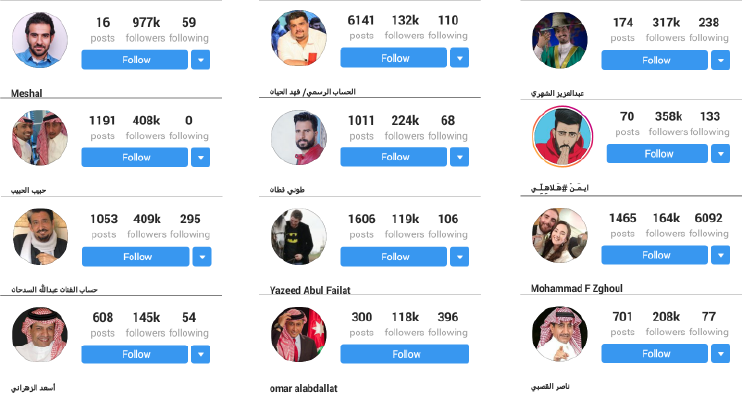 16 977k 59
posts followers following
Follow
Meshal
6141 132k 110
posts followers following
Follow
الحساب الرسمي/ فهد الحيان
174 317k 238
posts followers following
Follow
عبدالعزيز الشهري
1191 408k 0
posts followers following
Follow
حبيب الحبيب
1011 224k 68
posts followers following
Follow
طوني قطان
70 358k 133
posts followers following
Follow
ايـمـن #هـلاهـلـي
1053 409k 295
posts followers following
Follow
حساب الفنان عبدالله السدحان
1606 119k 106
posts followers following
Follow
Yazeed Abul Failat
1465 164k 6092
posts followers following
Follow
Mohammad F Zghoul
608 145k 54
posts followers following
Follow
أسعد الزهراني
300 118k 396
posts followers following
Follow
omar alabdallat
701 208k 77
posts followers following
Follow
ناصر القصبي